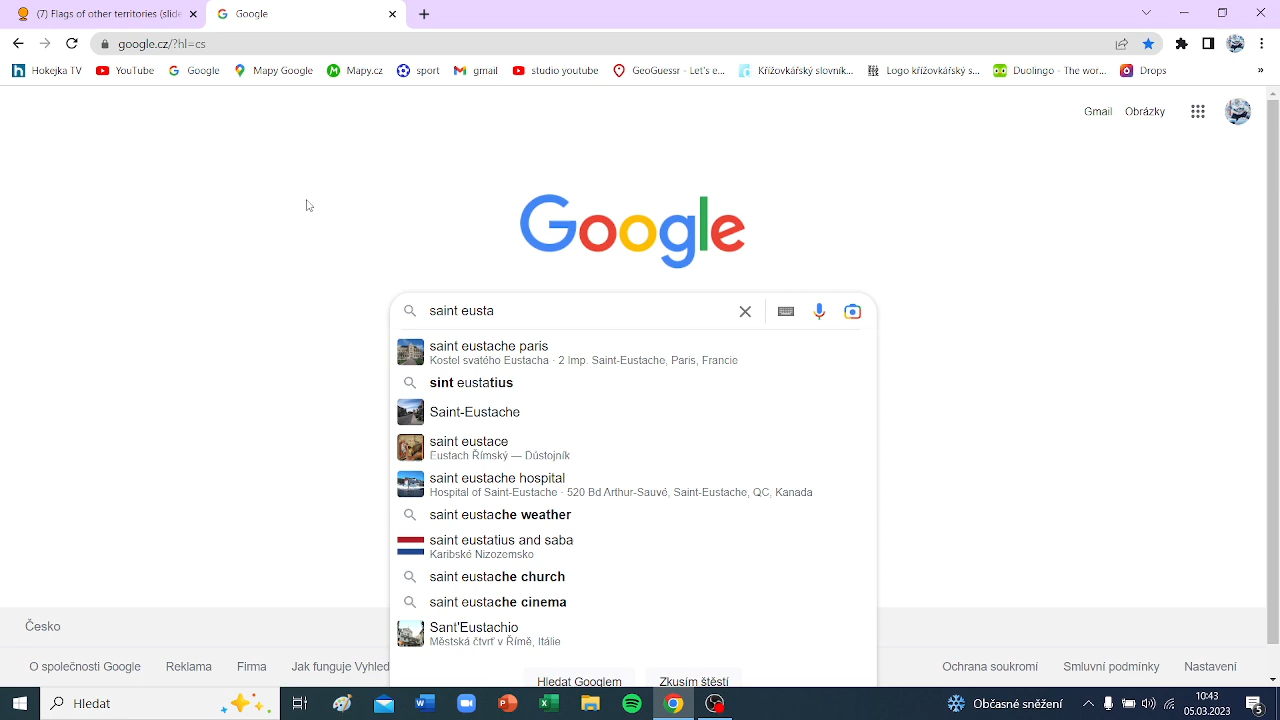 (7) Flags of other territories (slide
Google
google.cz/?hl=cs
Hokejka TV
YouTube
Google
Mapy Google
Mapy.cz
sport
gmail
studio youtube
GeoGuessr - Let's e...
Křížovkářský slovník...
Logo křížovkářský s...
Duolingo - The wor...
Drops
»
Gmail
Obrázky
Google
saint eusta
saint eustache paris
Kostel svatého Eustacha · 2 Imp. Saint-Eustache, Paris, Francie
sint eustatius
Saint-Eustache
saint eustace
Eustach Římský — Důstojník
saint eustache hospital
Hospital of Saint-Eustache · 520 Bd Arthur-Sauvé, Saint-Eustache, QC, Kanada
saint eustache weather
saint eustatius and saba
Karibské Nizozemsko
saint eustache church
saint eustache cinema
Sant'Eustachio
Městská čtvrť v Římě, Itálie
Hledat Googlem
Zkusím štěstí
Česko
O společnosti Google
Reklama
Firma
Jak funguje Vyhled
Ochrana soukromí
Smluvní podmínky
Nastavení
Hledat
Občasné sněžení
10:43
05.03.2023